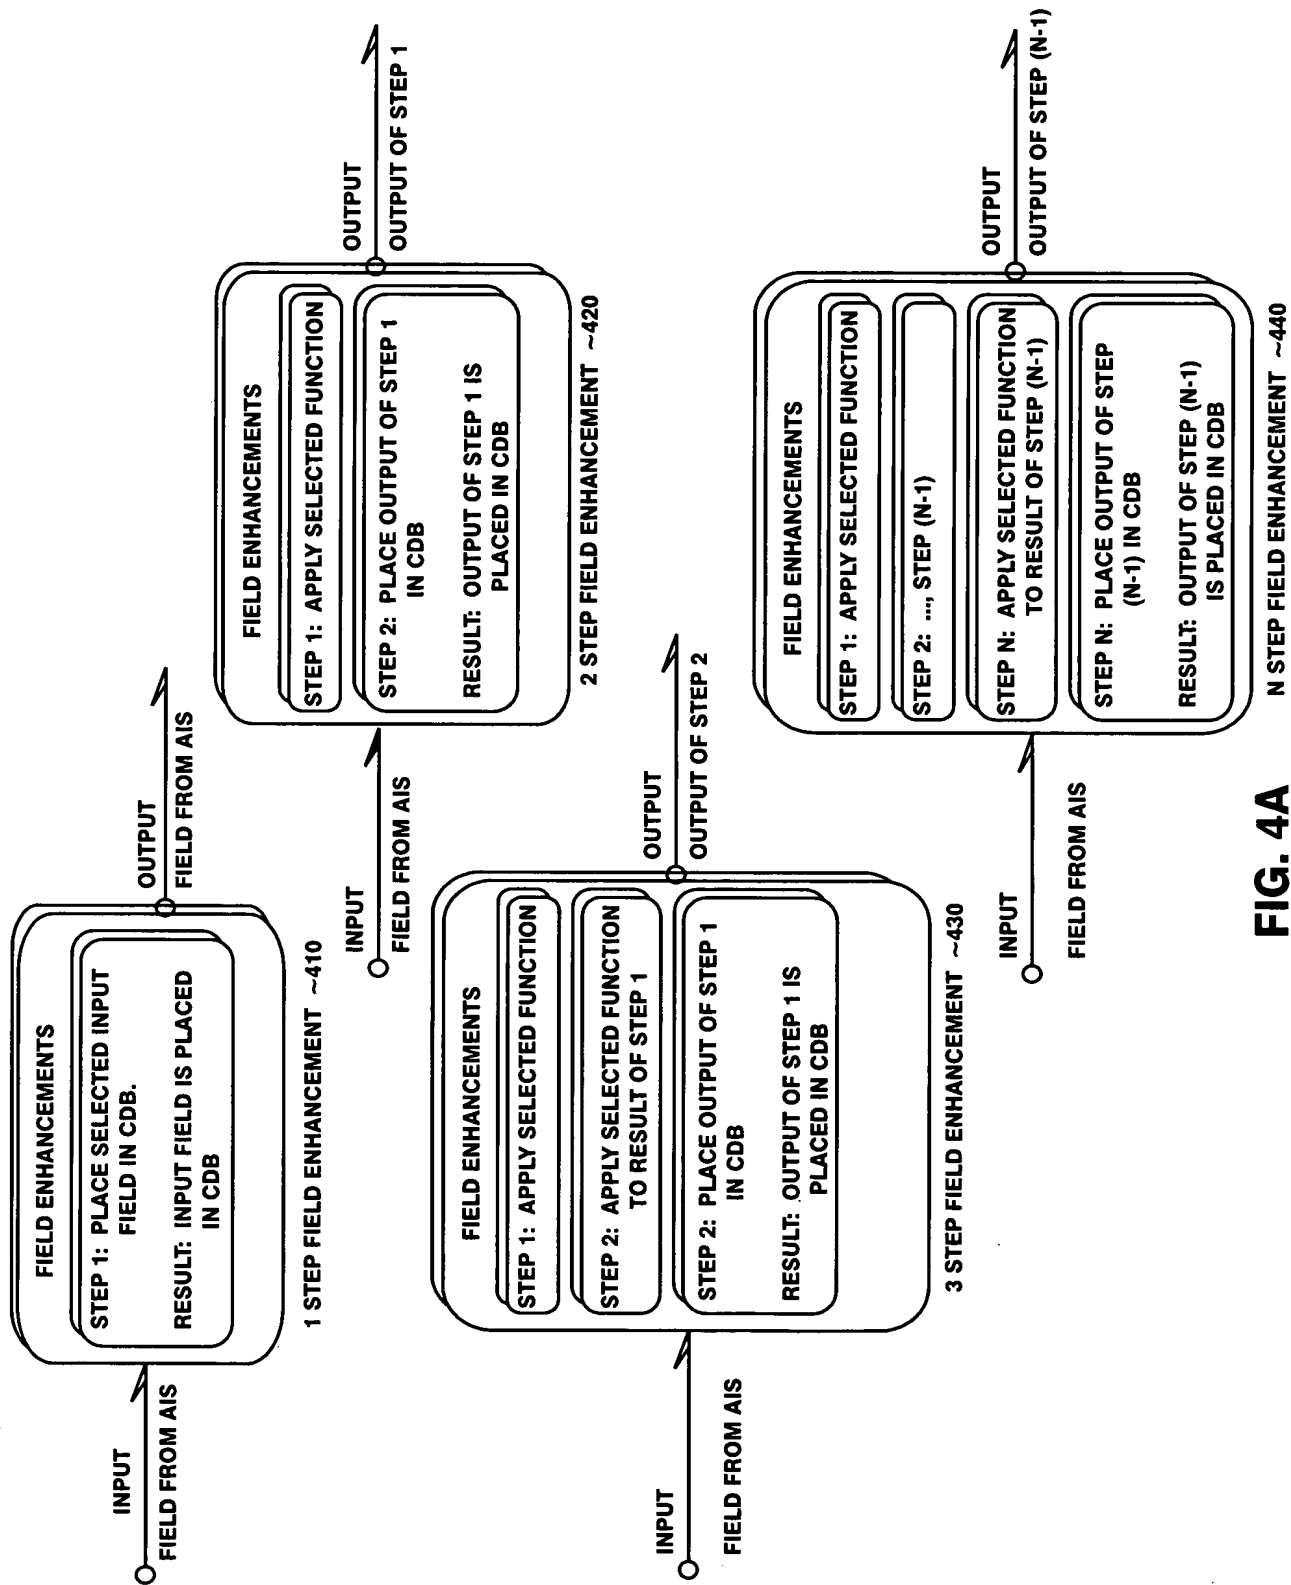 INPUT
FIELD FROM AIS
FIELD ENHANCEMENTS
STEP 1: PLACE SELECTED INPUT
FIELD IN CDB.
RESULT: INPUT FIELD IS PLACED
IN CDB
OUTPUT
FIELD FROM AIS
1 STEP FIELD ENHANCEMENT ~410
INPUT
FIELD FROM AIS
FIELD ENHANCEMENTS
STEP 1: APPLY SELECTED FUNCTION
STEP 2: PLACE OUTPUT OF STEP 1
IN CDB
RESULT: OUTPUT OF STEP 1 IS
PLACED IN CDB
OUTPUT
OUTPUT OF STEP 1
2 STEP FIELD ENHANCEMENT ~420
INPUT
FIELD FROM AIS
FIELD ENHANCEMENTS
STEP 1: APPLY SELECTED FUNCTION
STEP 2: APPLY SELECTED FUNCTION
TO RESULT OF STEP 1
STEP 2: PLACE OUTPUT OF STEP 1
IN CDB
RESULT: OUTPUT OF STEP 1 IS
PLACED IN CDB
OUTPUT
OUTPUT OF STEP 2
3 STEP FIELD ENHANCEMENT ~430
INPUT
FIELD FROM AIS
FIELD ENHANCEMENTS
STEP 1: APPLY SELECTED FUNCTION
STEP 2: ..., STEP (N-1)
STEP N: APPLY SELECTED FUNCTION
TO RESULT OF STEP (N-1)
STEP N: PLACE OUTPUT OF STEP
(N-1) IN CDB
RESULT: OUTPUT OF STEP (N-1)
IS PLACED IN CDB
OUTPUT
OUTPUT OF STEP (N-1)
N STEP FIELD ENHANCEMENT ~440
FIG. 4A